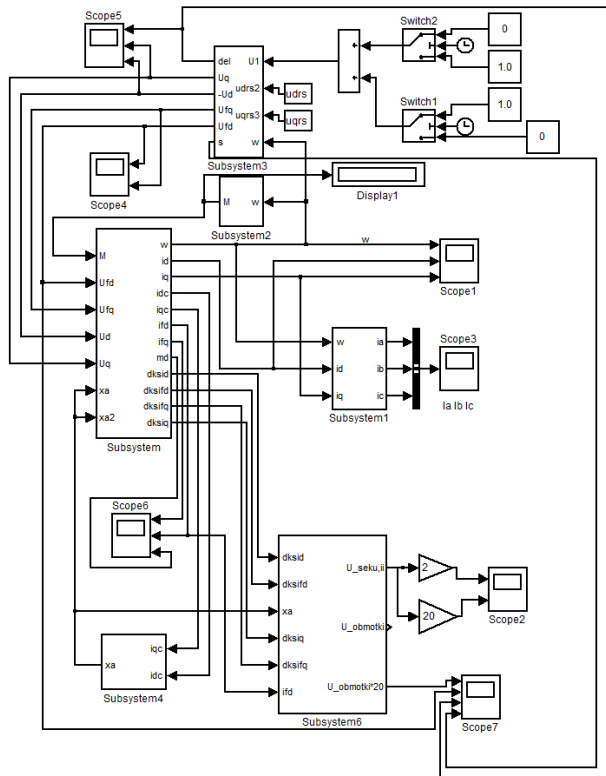 Scope5
Switch2
0
1.0
del
U1
Uq
-Ud
udrs2
udrs
Ufq
uqrs3
uqrs
Ufd
s
w
Subsystem3
Switch1
1.0
0
Scope4
M
w
Subsystem2
Display1
w
M
Ufd
Ufq
Ud
Uq
xa
xa2
w
id
iq
idc
iqc
ifd
ifq
md
dksid
dksifd
dksifq
dksiq
Subsystem
Scope1
w
id
iq
ia
ib
ic
Subsystem1
Scope3
Ia Ib Ic
Scope6
dksid
dksifd
xa
dksiq
dksifq
ifd
U_seku,ii
U_obmotki
U_obmotki*20
Subsystem6
2
20
Scope2
xa
iqc
idc
Subsystem4
Scope7